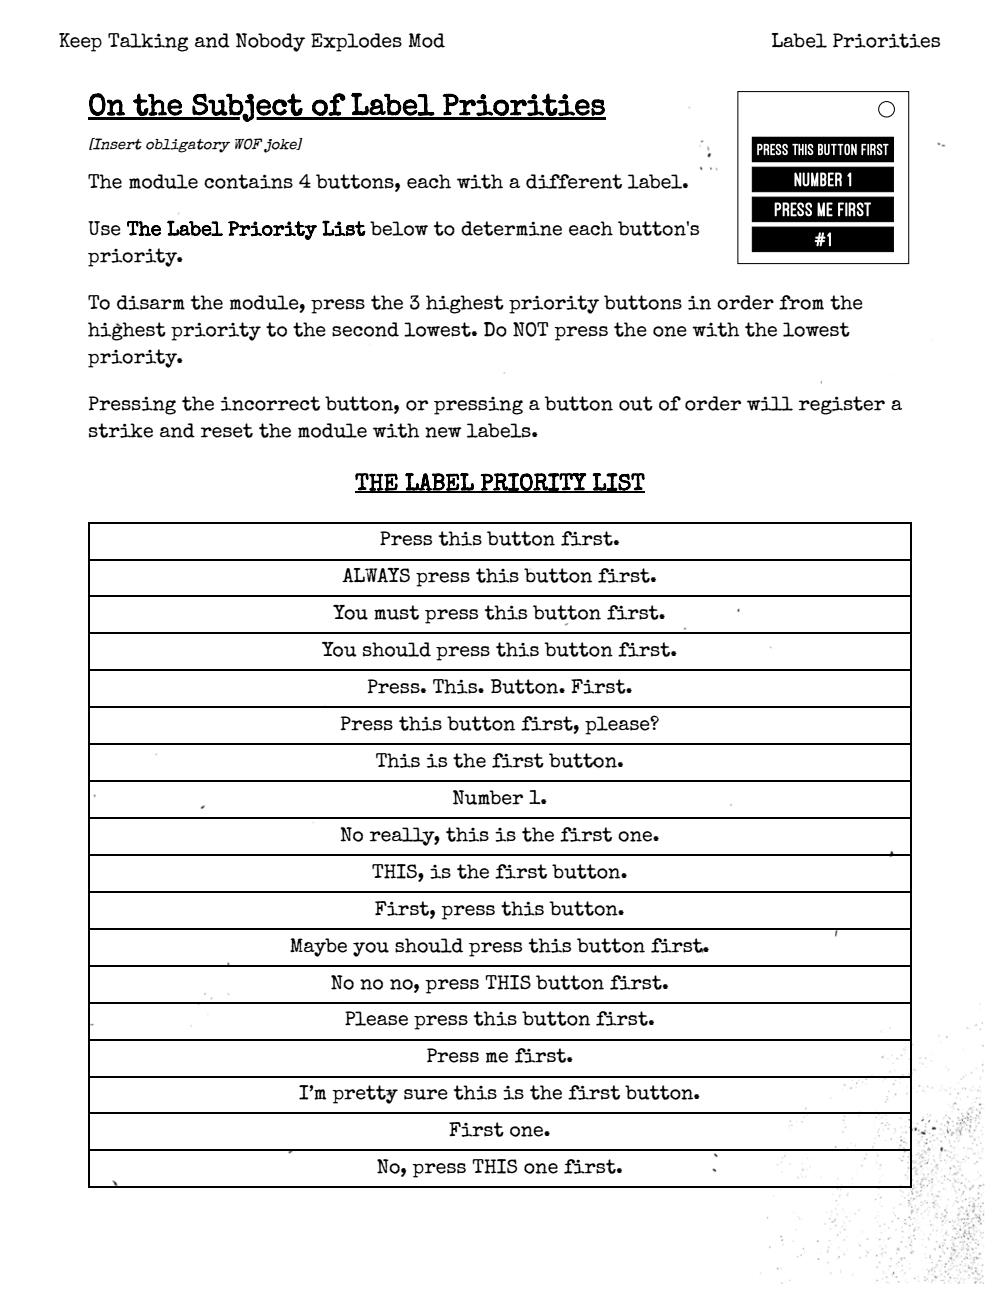 Keep Talking and Nobody Explodes Mod
Label Priorities
On the Subject of Label Priorities
[Insert obligatory WOF joke]
The module contains 4 buttons, each with a different label.
Use The Label Priority List below to determine each button's
priority.
PRESS THIS BUTTON FIRST
NUMBER 1
PRESS ME FIRST
#1
To disarm the module, press the 3 highest priority buttons in order from the
highest priority to the second lowest. Do NOT press the one with the lowest
priority.
Pressing the incorrect button, or pressing a button out of order will register a
strike and reset the module with new labels.
THE LABEL PRIORITY LIST
Press this button first.
ALWAYS press this button first.
You must press this button first.
You should press this button first.
Press. This. Button. First.
Press this button first, please?
This is the first button.
Number 1.
No really, this is the first one.
THIS, is the first button.
First, press this button.
Maybe you should press this button first.
No no no, press THIS button first.
Please press this button first.
Press me first.
I'm pretty sure this is the first button.
First one.
No, press THIS one first.